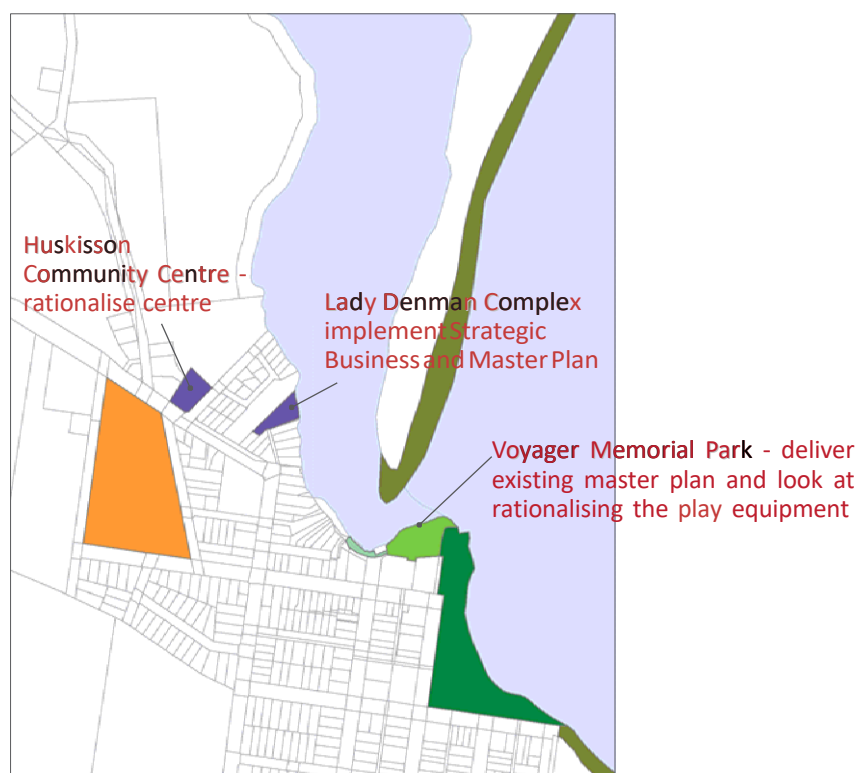 Huskisson
Community Centre -
rationalise centre
Lady Denman Complex
implement Strategic
Business and Master Plan
Voyager Memorial Park - deliver
existing master plan and look at
rationalising the play equipment